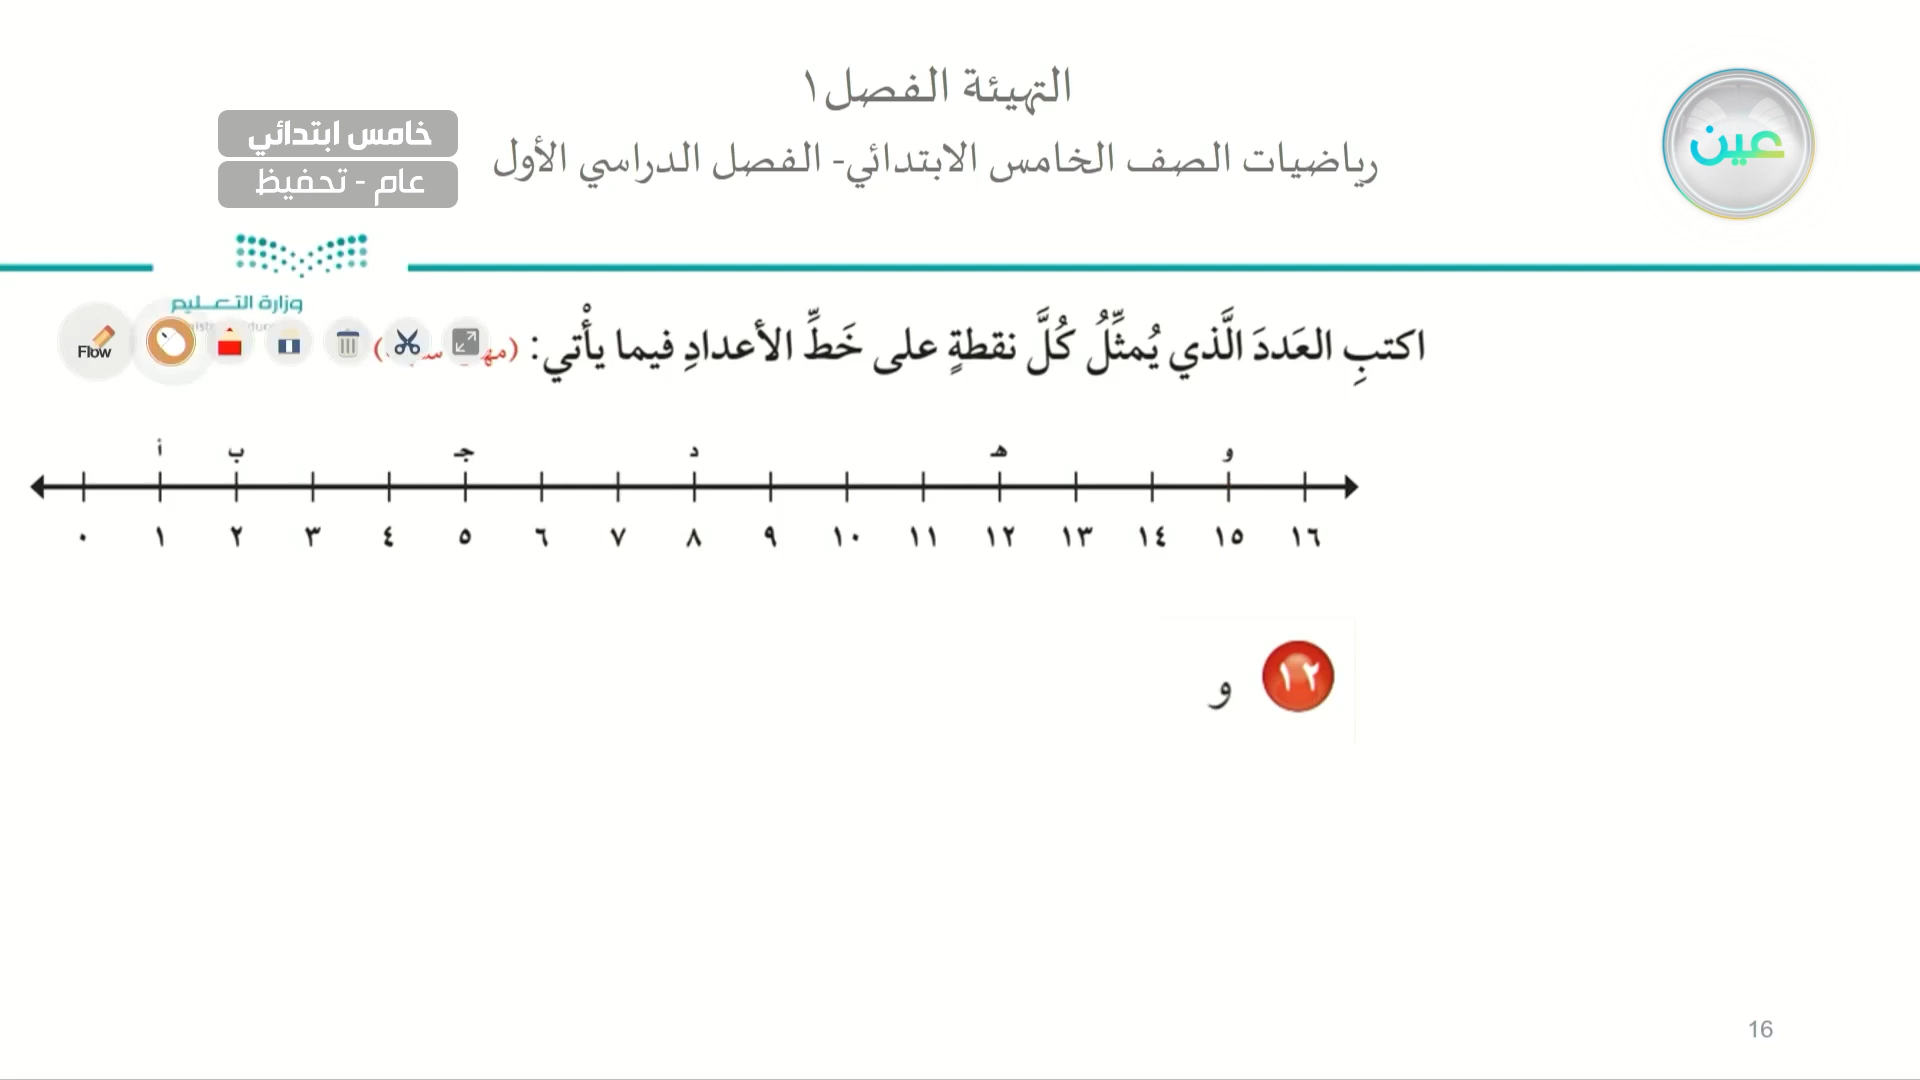 التهيئة الفصل١
رياضيات الصف الخامس الابتدائي- الفصل الدراسي الأول
خامس ابتدائي
عام - تحفيظ
عين
وزارة التعليم
اكتبِ العَددَ الَّذي يُمثِّلُ كُلَّ نقطةٍ على خَطِّ الأعدادِ فيما يأْتي:
Flow
أ ب جـ د هـ و
٠ ١ ٢ ٣ ٤ ٥ ٦ ٧ ٨ ٩ ١٠ ١١ ١٢ ١٣ ١٤ ١٥ ١٦
١٢ و
16